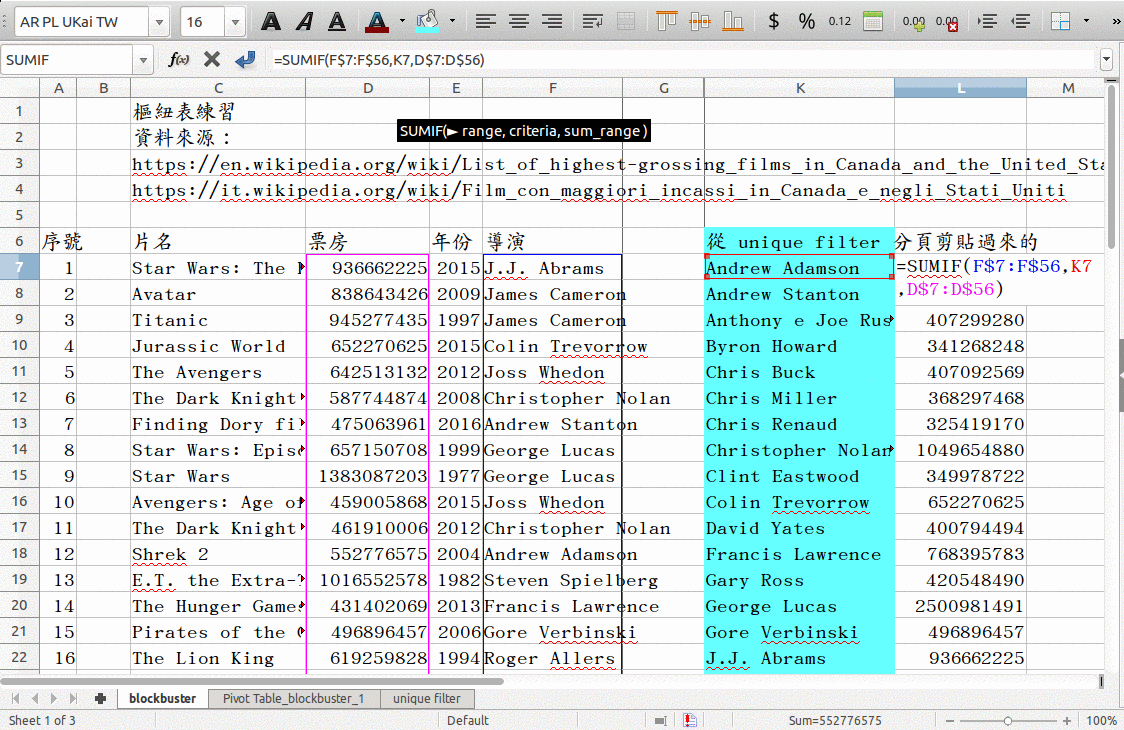 AR PL UKai TW 16 A A A A $ % 0.12 0.00 0.00 »
SUMIF f(x) =SUMIF(F$7:F$56,K7,D$7:D$56)
A B C D E F G K L M
1 樞紐表練習
2 資料來源：
SUMIF(► range, criteria, sum_range )
3 https://en.wikipedia.org/wiki/List_of_highest-grossing_films_in_Canada_and_the_United_Sta
4 https://it.wikipedia.org/wiki/Film_con_maggiori_incassi_in_Canada_e_negli_Stati_Uniti
5
6 序號 片名 票房 年份 導演 從 unique filter 分頁剪貼過來的
7 1 Star Wars: The 936662225 2015 J.J. Abrams Andrew Adamson =SUMIF(F$7:F$56,K7
8 2 Avatar 838643426 2009 James Cameron Andrew Stanton ,D$7:D$56)
9 3 Titanic 945277435 1997 James Cameron Anthony e Joe Rus 407299280
10 4 Jurassic World 652270625 2015 Colin Trevorrow Byron Howard 341268248
11 5 The Avengers 642513132 2012 Joss Whedon Chris Buck 407092569
12 6 The Dark Knight 587744874 2008 Christopher Nolan Chris Miller 368297468
13 7 Finding Dory fi 475063961 2016 Andrew Stanton Chris Renaud 325419170
14 8 Star Wars: Epis 657150708 1999 George Lucas Christopher Nolan 1049654880
15 9 Star Wars 1383087203 1977 George Lucas Clint Eastwood 349978722
16 10 Avengers: Age of 459005868 2015 Joss Whedon Colin Trevorrow 652270625
17 11 The Dark Knight 461910006 2012 Christopher Nolan David Yates 400794494
18 12 Shrek 2 552776575 2004 Andrew Adamson Francis Lawrence 768395783
19 13 E.T. the Extra- 1016552578 1982 Steven Spielberg Gary Ross 420548490
20 14 The Hunger Game 431402069 2013 Francis Lawrence George Lucas 2500981491
21 15 Pirates of the 496896457 2006 Gore Verbinski Gore Verbinski 496896457
22 16 The Lion King 619259828 1994 Roger Allers J.J. Abrams 936662225
blockbuster Pivot Table_blockbuster_1 unique filter
Sheet 1 of 3 Default Sum=552776575 100%